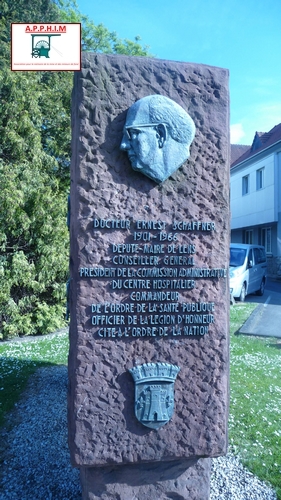 A.P.P.H.I.M
DOCTEUR ERNEST SCHAFFNER
1901-1966
DEPUTE-MAIRE DE LENS
CONSEILLER GENERAL
PRESIDENT DE LA COMMISSION ADMINISTRATIVE
DU CENTRE HOSPITALIER
COMMANDEUR
DE L'ORDRE DE LA SANTE PUBLIQUE
OFFICIER DE LA LEGION D'HONNEUR
CITE A L'ORDRE DE LA NATION